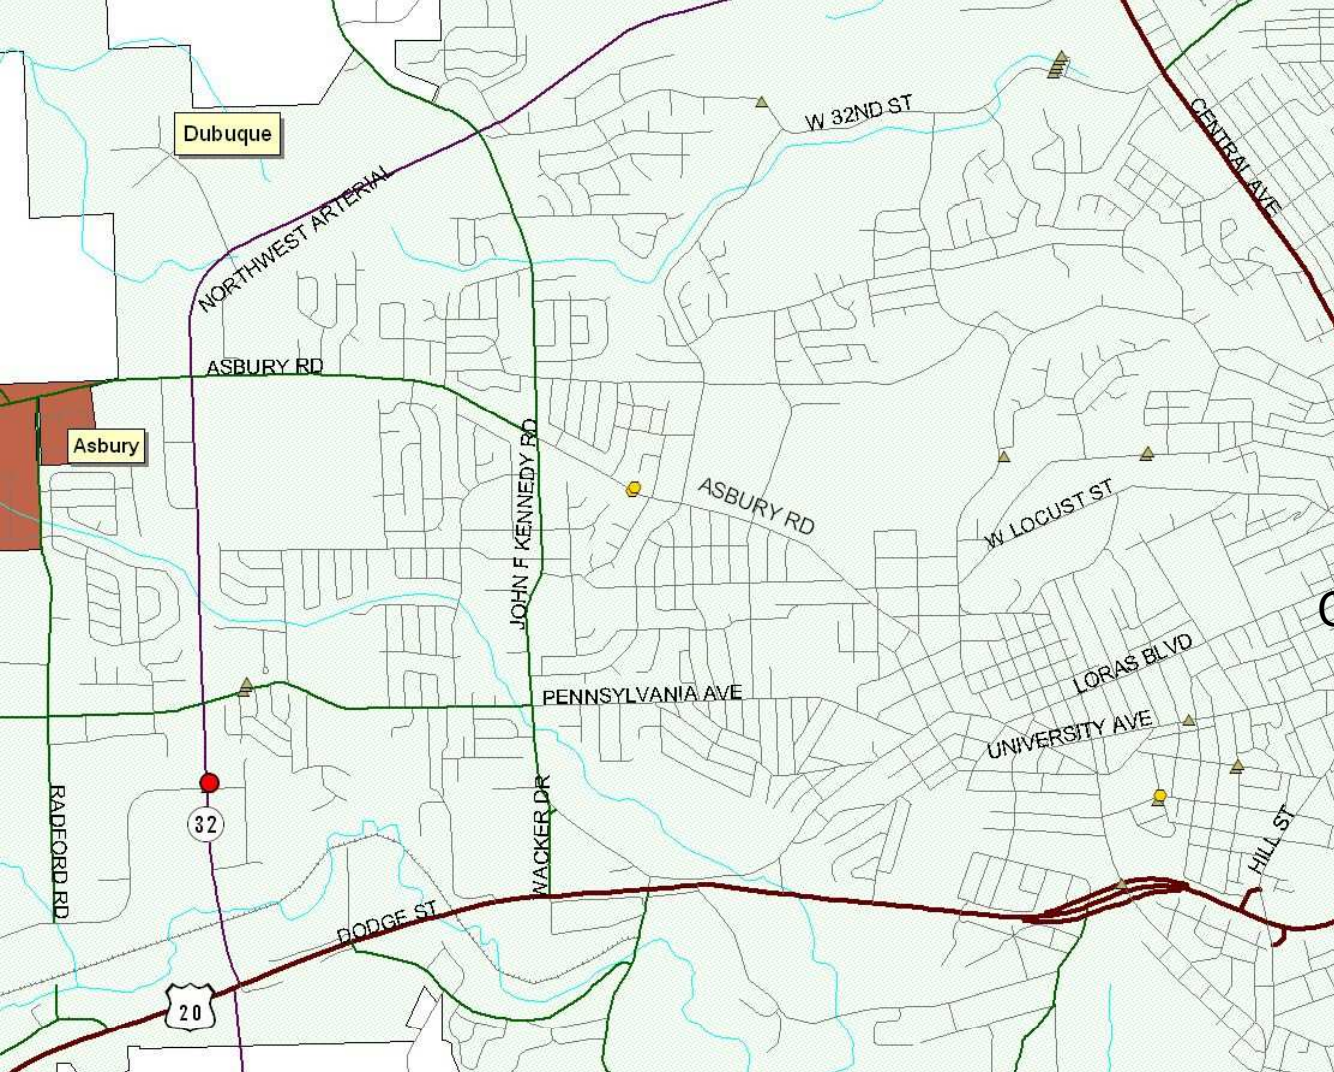 W 32ND ST
CENTRAL AVE
Dubuque
NORTHWEST ARTERIAL
ASBURY RD
Asbury
JOHN F KENNEDY RD
ASBURY RD
W LOCUST ST
LORAS BLVD
PENNSYLVANIA AVE
UNIVERSITY AVE
RADFORD RD
32
WACKER DR
HILL ST
DODGE ST
20